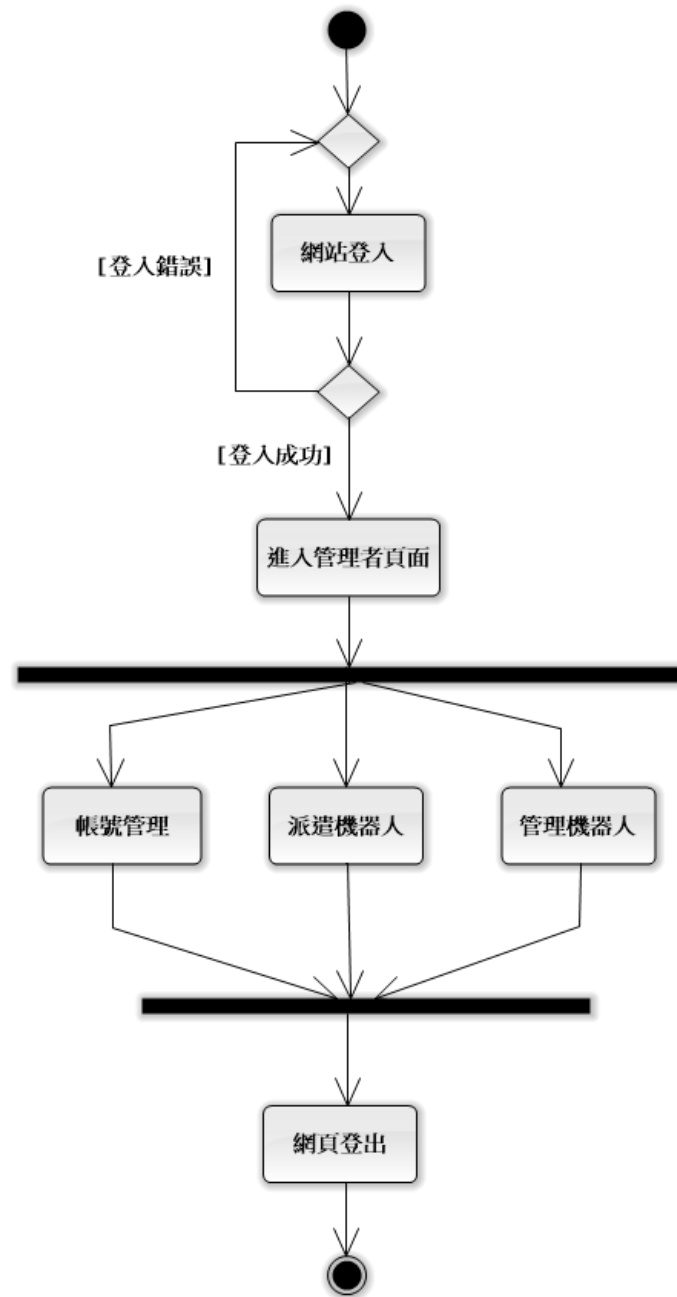 網站登入
[登入錯誤]
[登入成功]
進入管理者頁面
帳號管理
派遣機器人
管理機器人
網頁登出